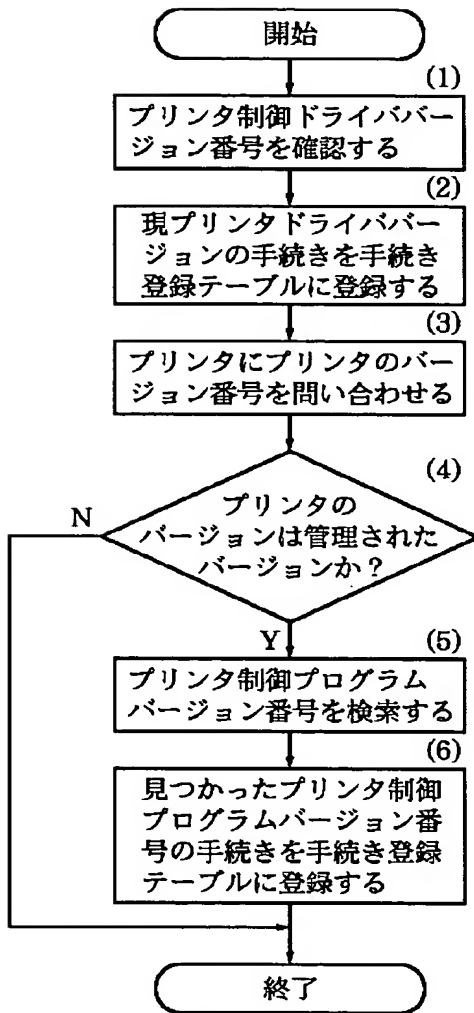 開始
(1)
プリンタ制御ドライババー
ジョン番号を確認する
(2)
現プリンタドライババー
ジョンの手続きを手続き
登録テーブルに登録する
(3)
プリンタにプリンタのバー
ジョン番号を問い合わせる
(4)
プリンタの
バージョンは管理された
バージョンか？
N
Y
(5)
プリンタ制御プログラム
バージョン番号を検索する
(6)
見つかったプリンタ制御
プログラムバージョン番
号の手続きを手続き登録
テーブルに登録する
終了